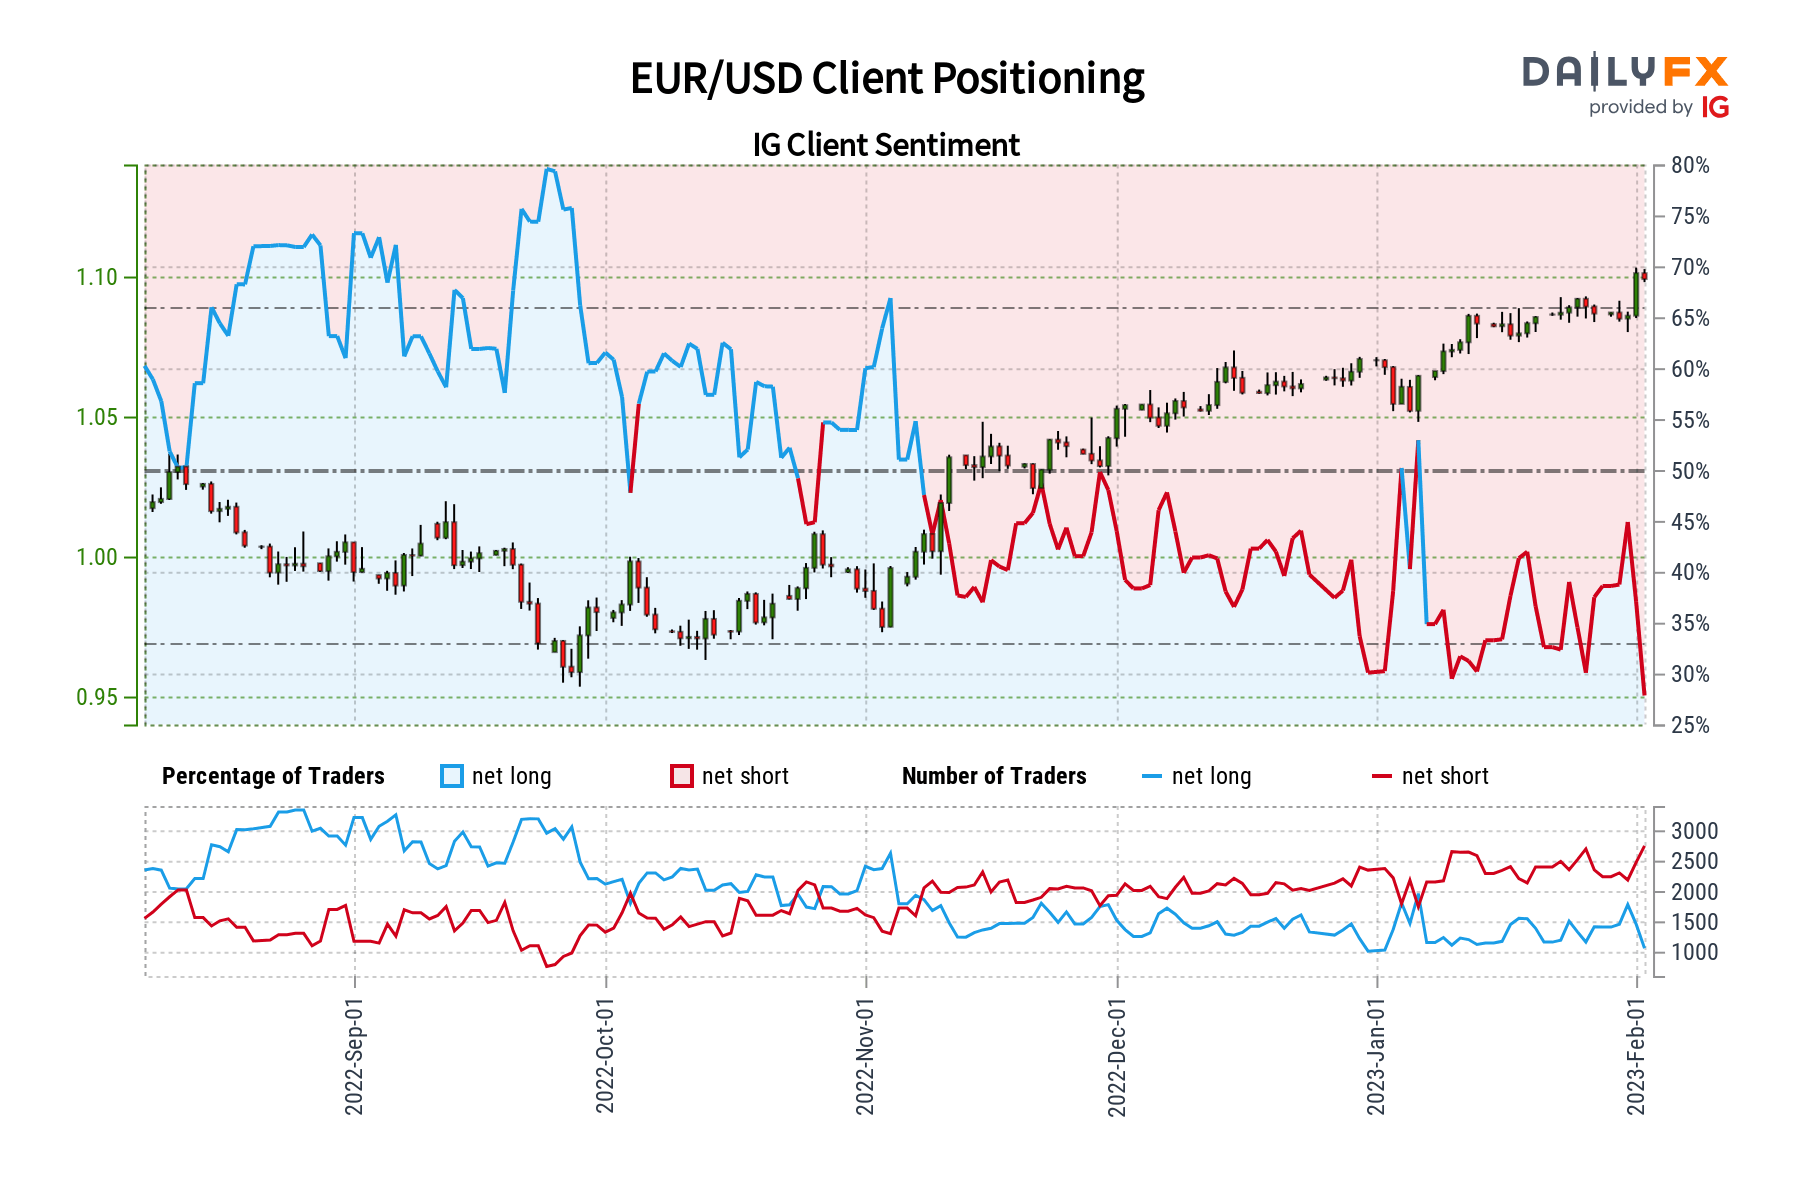 EUR/USD Client Positioning
DAILYFX
provided by IG
IG Client Sentiment
80%
75%
70%
65%
60%
55%
50%
45%
40%
35%
30%
25%
1.10
1.05
1.00
0.95
Percentage of Traders net long net short Number of Traders net long net short
3000
2500
2000
1500
1000
2022-Sep-01
2022-Oct-01
2022-Nov-01
2022-Dec-01
2023-Jan-01
2023-Feb-01